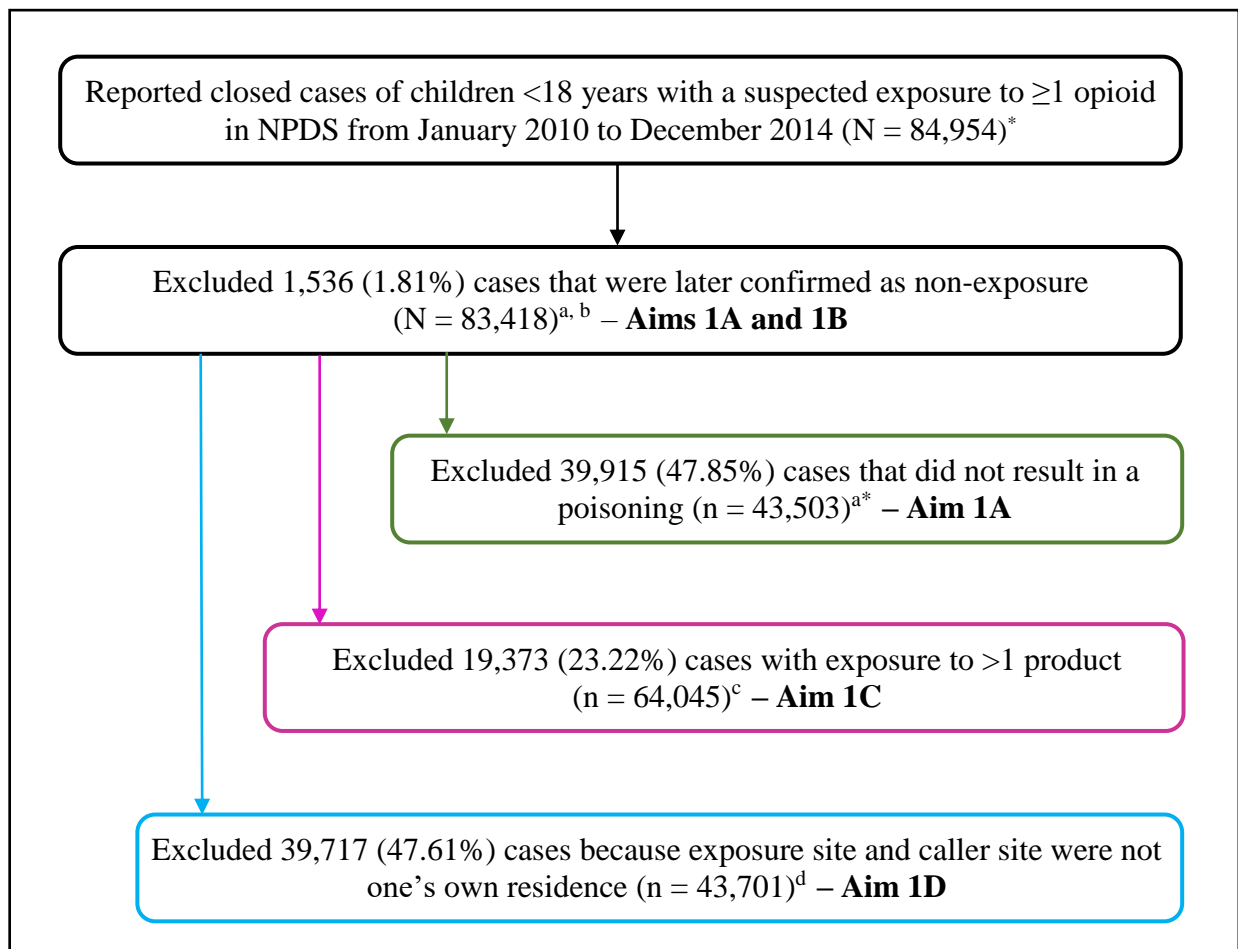 Reported closed cases of children <18 years with a suspected exposure to ≥1 opioid
in NPDS from January 2010 to December 2014 (N = 84,954)*
Excluded 1,536 (1.81%) cases that were later confirmed as non-exposure
(N = 83,418)a, b – Aims 1A and 1B
Excluded 39,915 (47.85%) cases that did not result in a
poisoning (n = 43,503)a* – Aim 1A
Excluded 19,373 (23.22%) cases with exposure to >1 product
(n = 64,045)c – Aim 1C
Excluded 39,717 (47.61%) cases because exposure site and caller site were not
one’s own residence (n = 43,701)d – Aim 1D